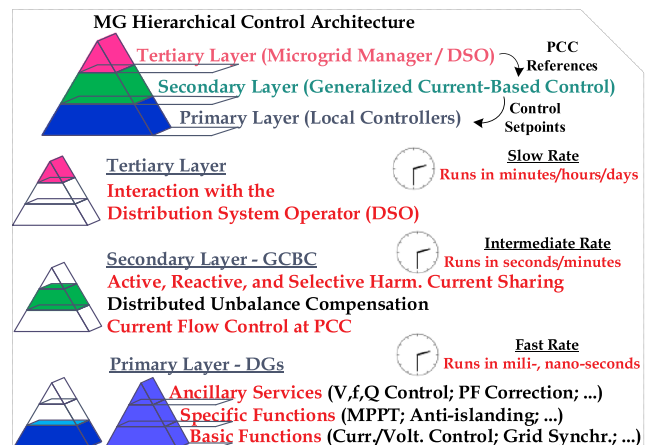 MG Hierarchical Control Architecture
Tertiary Layer (Microgrid Manager / DSO)
PCC
References
Secondary Layer (Generalized Current-Based Control)
Primary Layer (Local Controllers)
Control
Setpoints
Tertiary Layer
Interaction with the
Distribution System Operator (DSO)
Slow Rate
Runs in minutes/hours/days
Secondary Layer - GCBC
Active, Reactive, and Selective Harm. Current Sharing
Distributed Unbalance Compensation
Current Flow Control at PCC
Intermediate Rate
Runs in seconds/minutes
Primary Layer - DGs
Fast Rate
Runs in mili-, nano-seconds
Ancillary Services (V,f,Q Control; PF Correction; ...)
Specific Functions (MPPT; Anti-islanding; ...)
Basic Functions (Curr./Volt. Control; Grid Synchr.; ...)